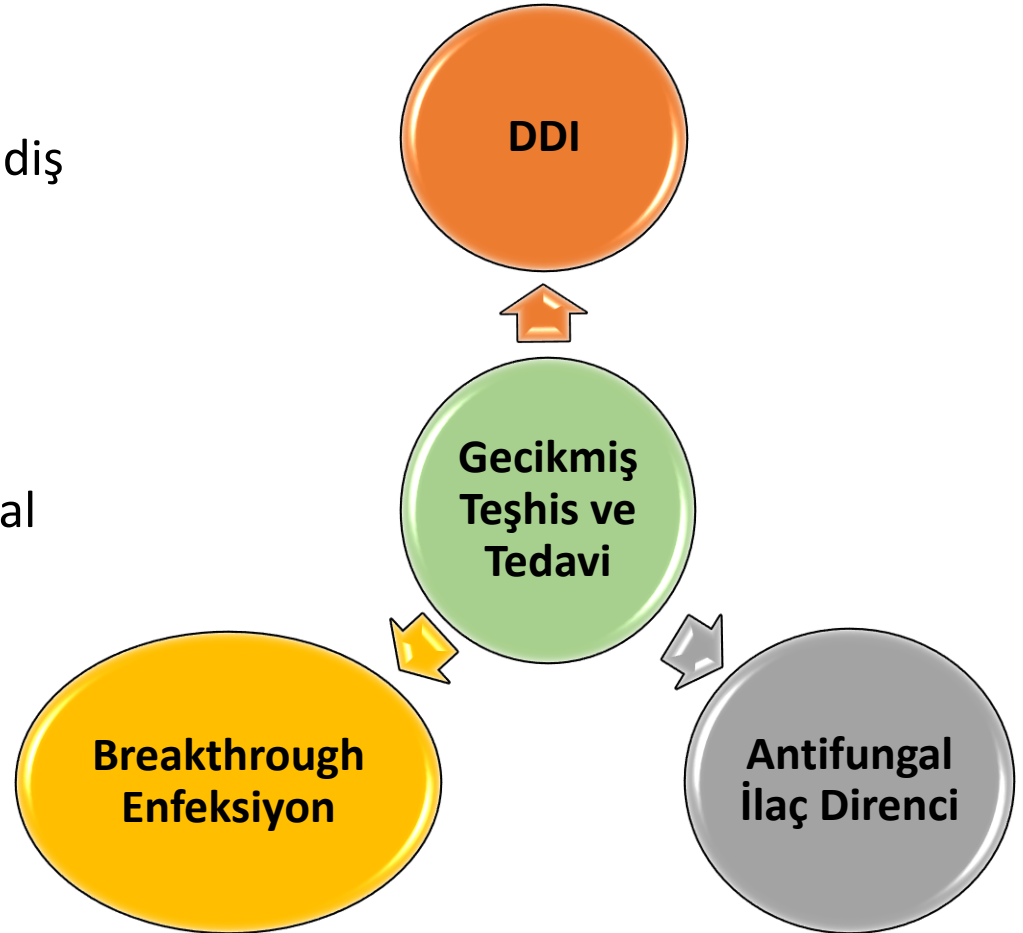 DDI
diş
Gecikmiş
Teşhis ve
Tedavi
al
Breakthrough
Enfeksiyon
Antifungal
İlaç Direnci